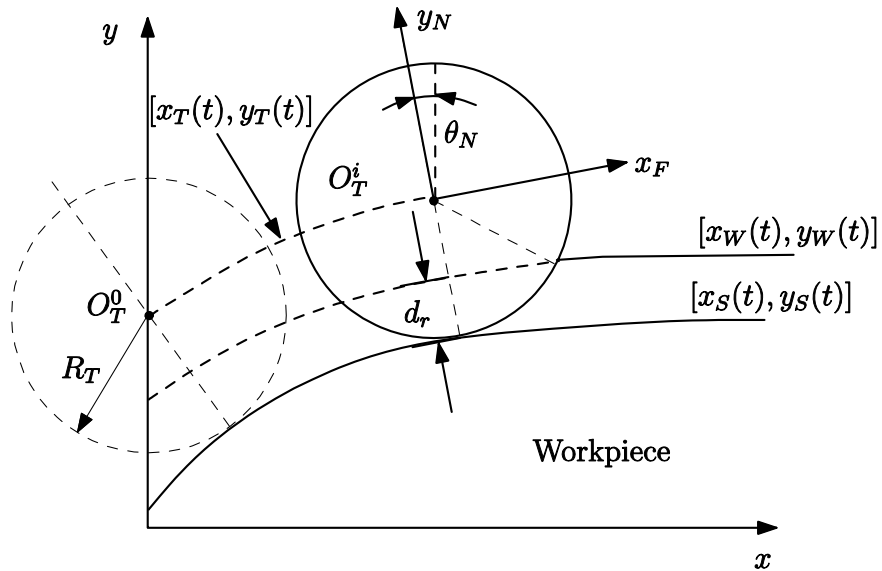 y
y_N
[x_T(t), y_T(t)]
θ_N
O_T^i
x_F
[x_W(t), y_W(t)]
O_T^0
d_r
[x_S(t), y_S(t)]
R_T
Workpiece
x